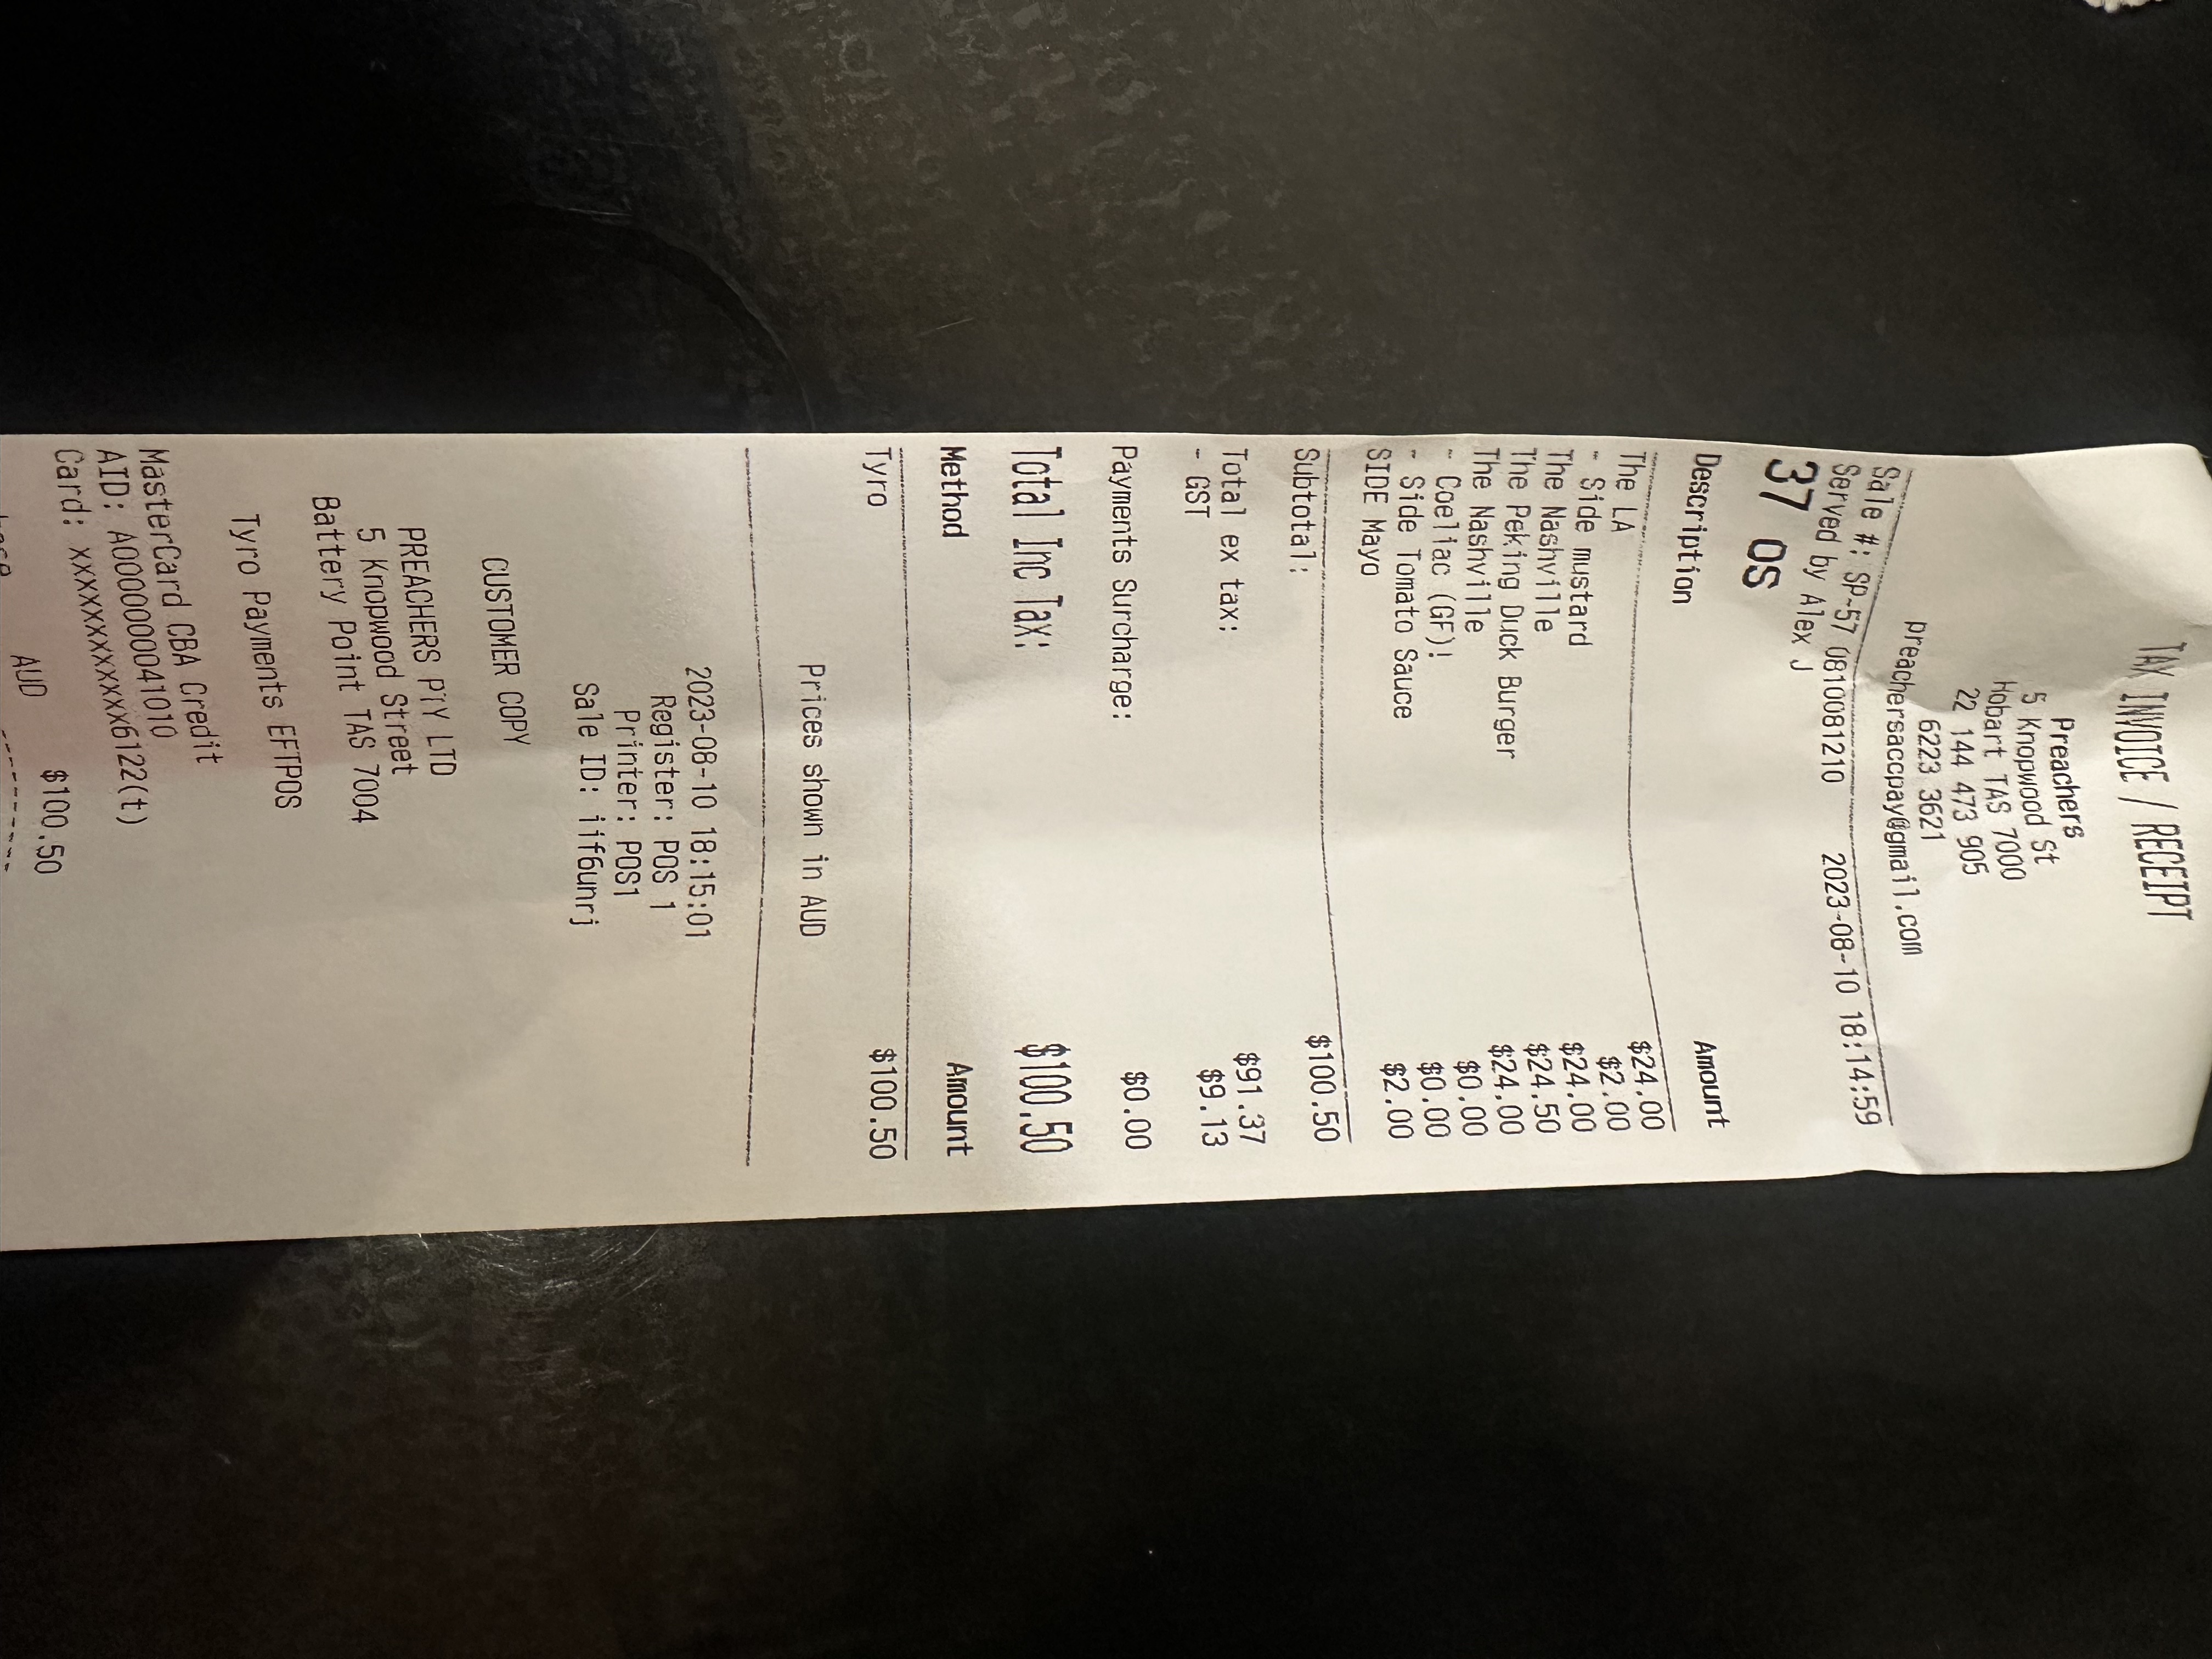 TAX INVOICE / RECEIPT
Preachers
5 Knopwood St
Hobart TAS 7000
22 144 473 905
6223 3621
preachersaccpay@gmail.com
Sale #: SP-57 0810081210 2023-08-10 18:14:59
Served by Alex J
37 OS
Description Amount
The LA $24.00
- Side mustard $2.00
The Nashville $24.00
The Peking Duck Burger $24.50
The Nashville $24.00
- Coeliac (GF)! $0.00
- Side Tomato Sauce $0.00
SIDE Mayo $2.00
Subtotal: $100.50
Total ex tax: $91.37
- GST $9.13
Payments Surcharge: $0.00
Total Inc Tax: $100.50
Method Amount
Tyro $100.50
Prices shown in AUD
2023-08-10 18:15:01
Register: POS 1
Printer: POS1
Sale ID: iif6unrj
CUSTOMER COPY
PREACHERS PTY LTD
5 Knopwood Street
Battery Point TAS 7004
Tyro Payments EFTPOS
MasterCard CBA Credit
AID: A0000000041010
Card: xxxxxxxxxxxx6122(t)
AUD $100.50